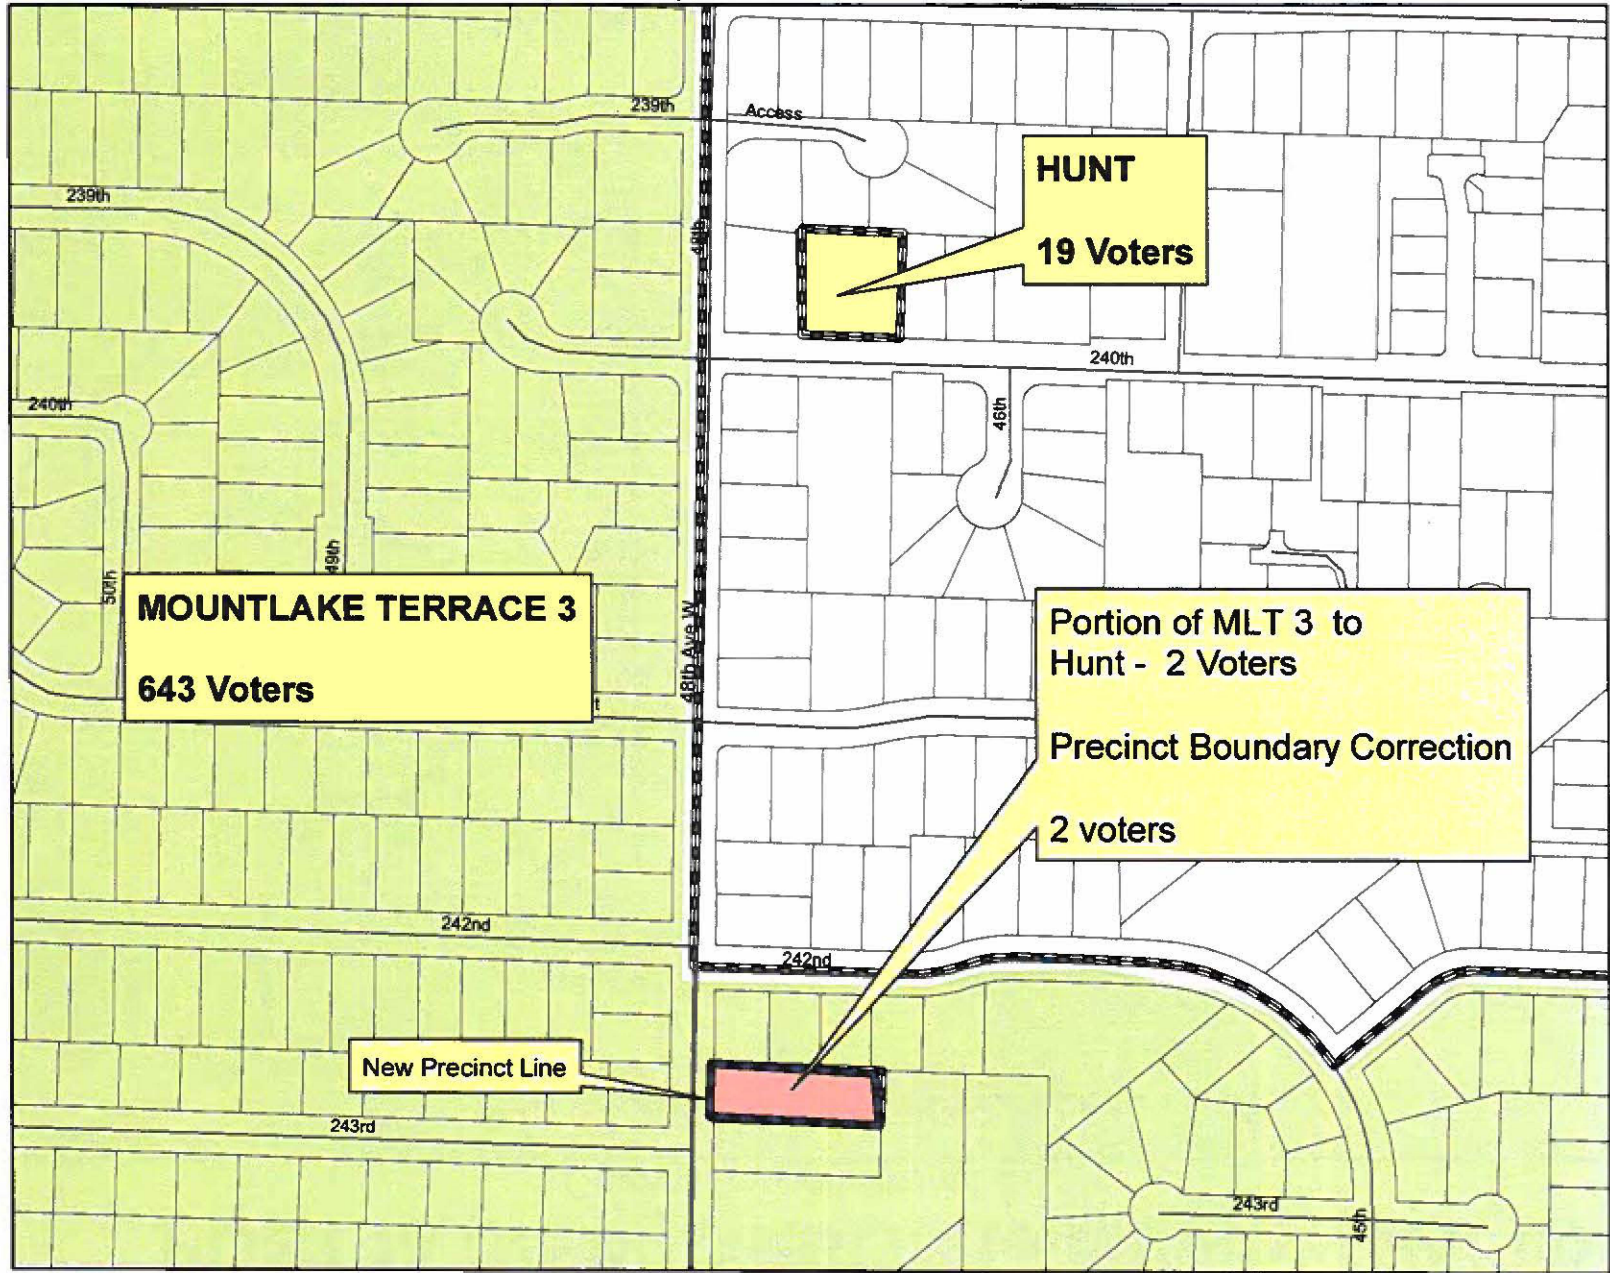 239th
Access
HUNT
19 Voters
239th
48th
240th
240th
46th
49th
50th
MOUNTLAKE TERRACE 3
643 Voters
48th Ave W
Portion of MLT 3 to
Hunt - 2 Voters
Precinct Boundary Correction
2 voters
242nd
242nd
New Precinct Line
243rd
243rd
45th